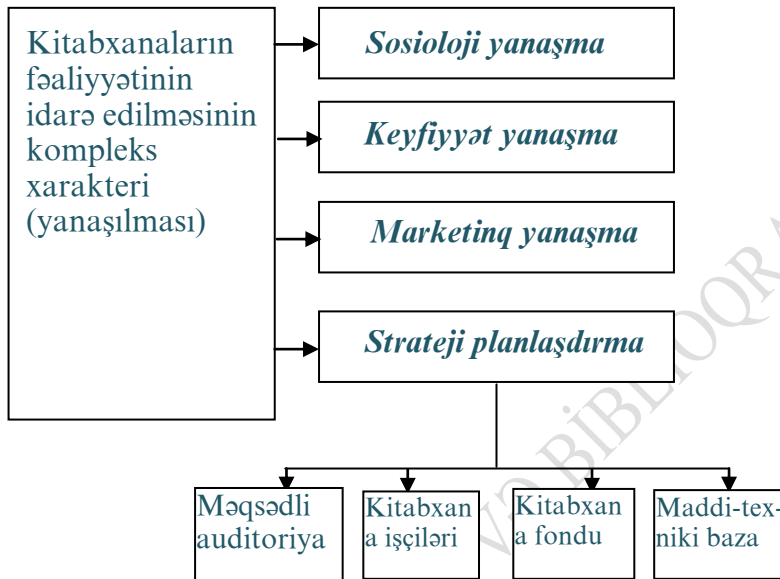 Kitabxanaların
fəaliyyətinin
idarə edilməsinin
kompleks
xarakteri
(yanaşılması)
Sosioloji yanaşma
Keyfiyyət yanaşma
Marketinq yanaşma
Strateji planlaşdırma
Məqsədli
auditoriya
Kitabxan
a işçiləri
Kitabxan
a fondu
Maddi-tex-
niki baza
VƏ